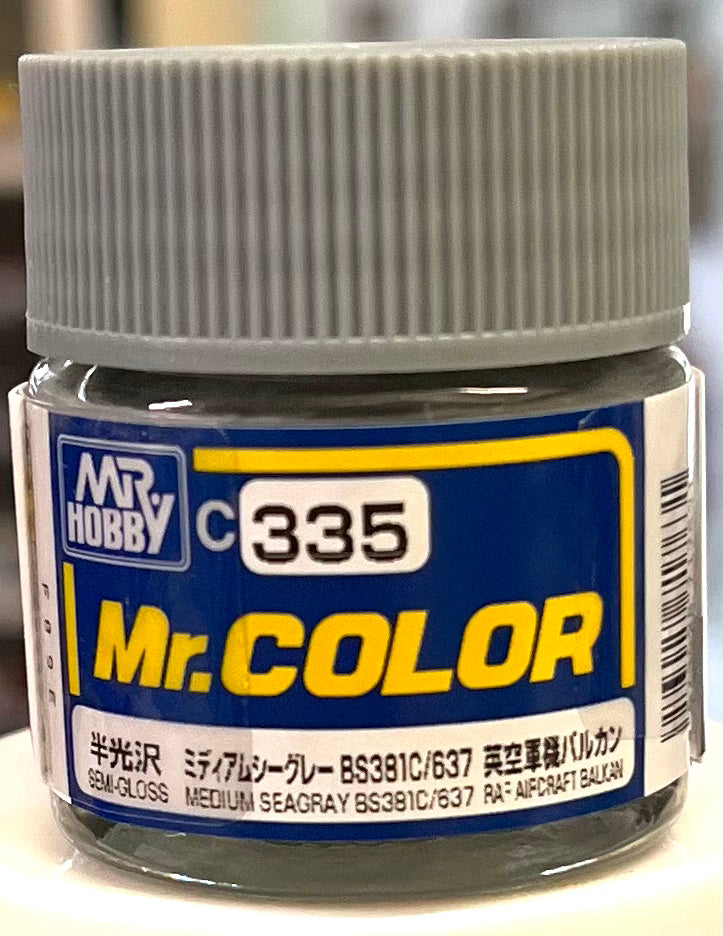 MR. HOBBY
C 335
Mr.COLOR
半光沢 ミディアムシーグレー BS381C/637 英空軍機バルカン
SEMI-GLOSS MEDIUM SEAGRAY BS381C/637 RAF AIFCRAFT BALKAN